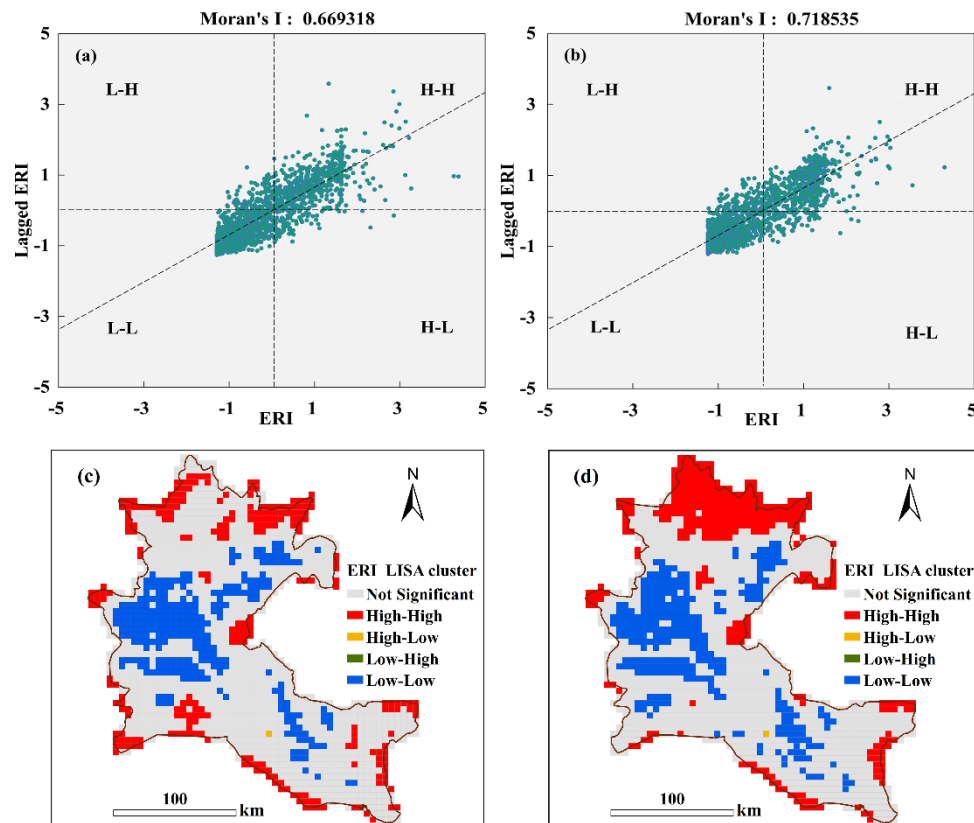 Moran's I : 0.669318
(a)
L-H
H-H
L-L
H-L
5
3
1
-1
-3
-5
Lagged ERI
-5
-3
-1
1
3
5
ERI
Moran's I : 0.718535
(b)
L-H
H-H
L-L
H-L
5
3
1
-1
-3
-5
Lagged ERI
-5
-3
-1
1
3
5
ERI
(c)
N
ERI LISA cluster
Not Significant
High-High
High-Low
Low-High
Low-Low
100
km
(d)
N
ERI LISA cluster
Not Significant
High-High
High-Low
Low-High
Low-Low
100
km